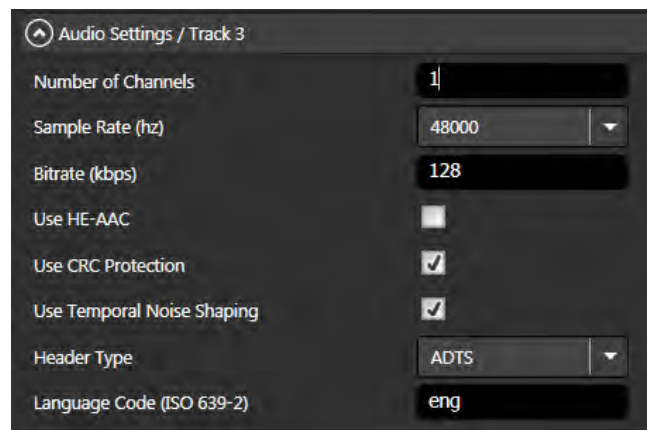 Audio Settings / Track 3
Number of Channels 1
Sample Rate (hz) 48000
Bitrate (kbps) 128
Use HE-AAC
Use CRC Protection
Use Temporal Noise Shaping
Header Type ADTS
Language Code (ISO 639-2) eng